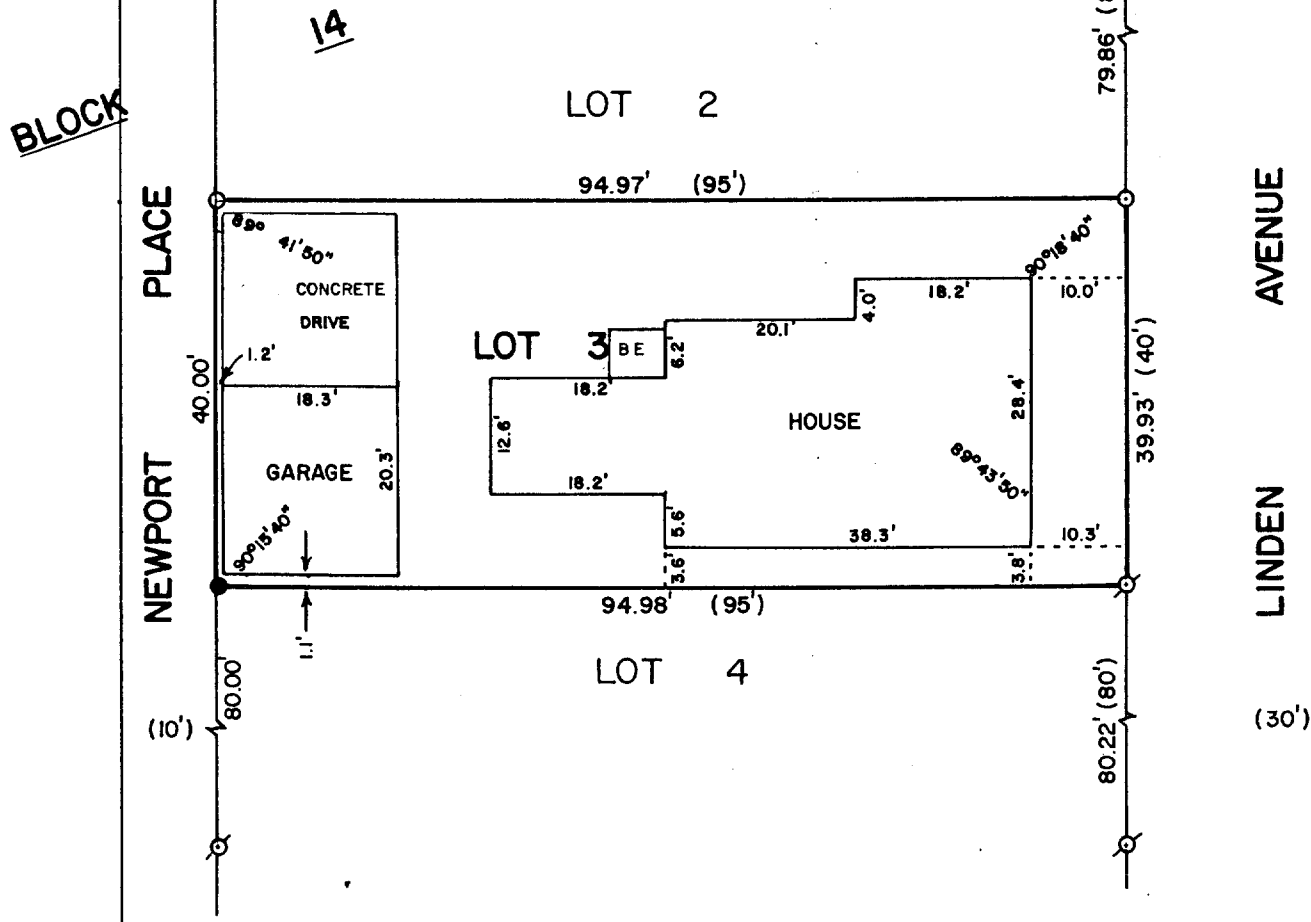 14
BLOCK
79.86'
LOT 2
94.97' (95')
PLACE
NEWPORT
AVENUE
LINDEN
89° 41'50"
90°18'40"
CONCRETE
DRIVE
18.2'
10.0'
4.0'
20.1'
LOT 3
BE
6.2'
1.2'
40.00'
18.3'
18.2'
12.6'
HOUSE
28.4'
39.93' (40')
GARAGE
20.3'
89°43'50"
18.2'
5.6'
38.3'
10.3'
90°15'40"
3.6'
3.8'
94.98' (95')
1.1'
LOT 4
80.00'
(10')
80.22' (80')
(30')